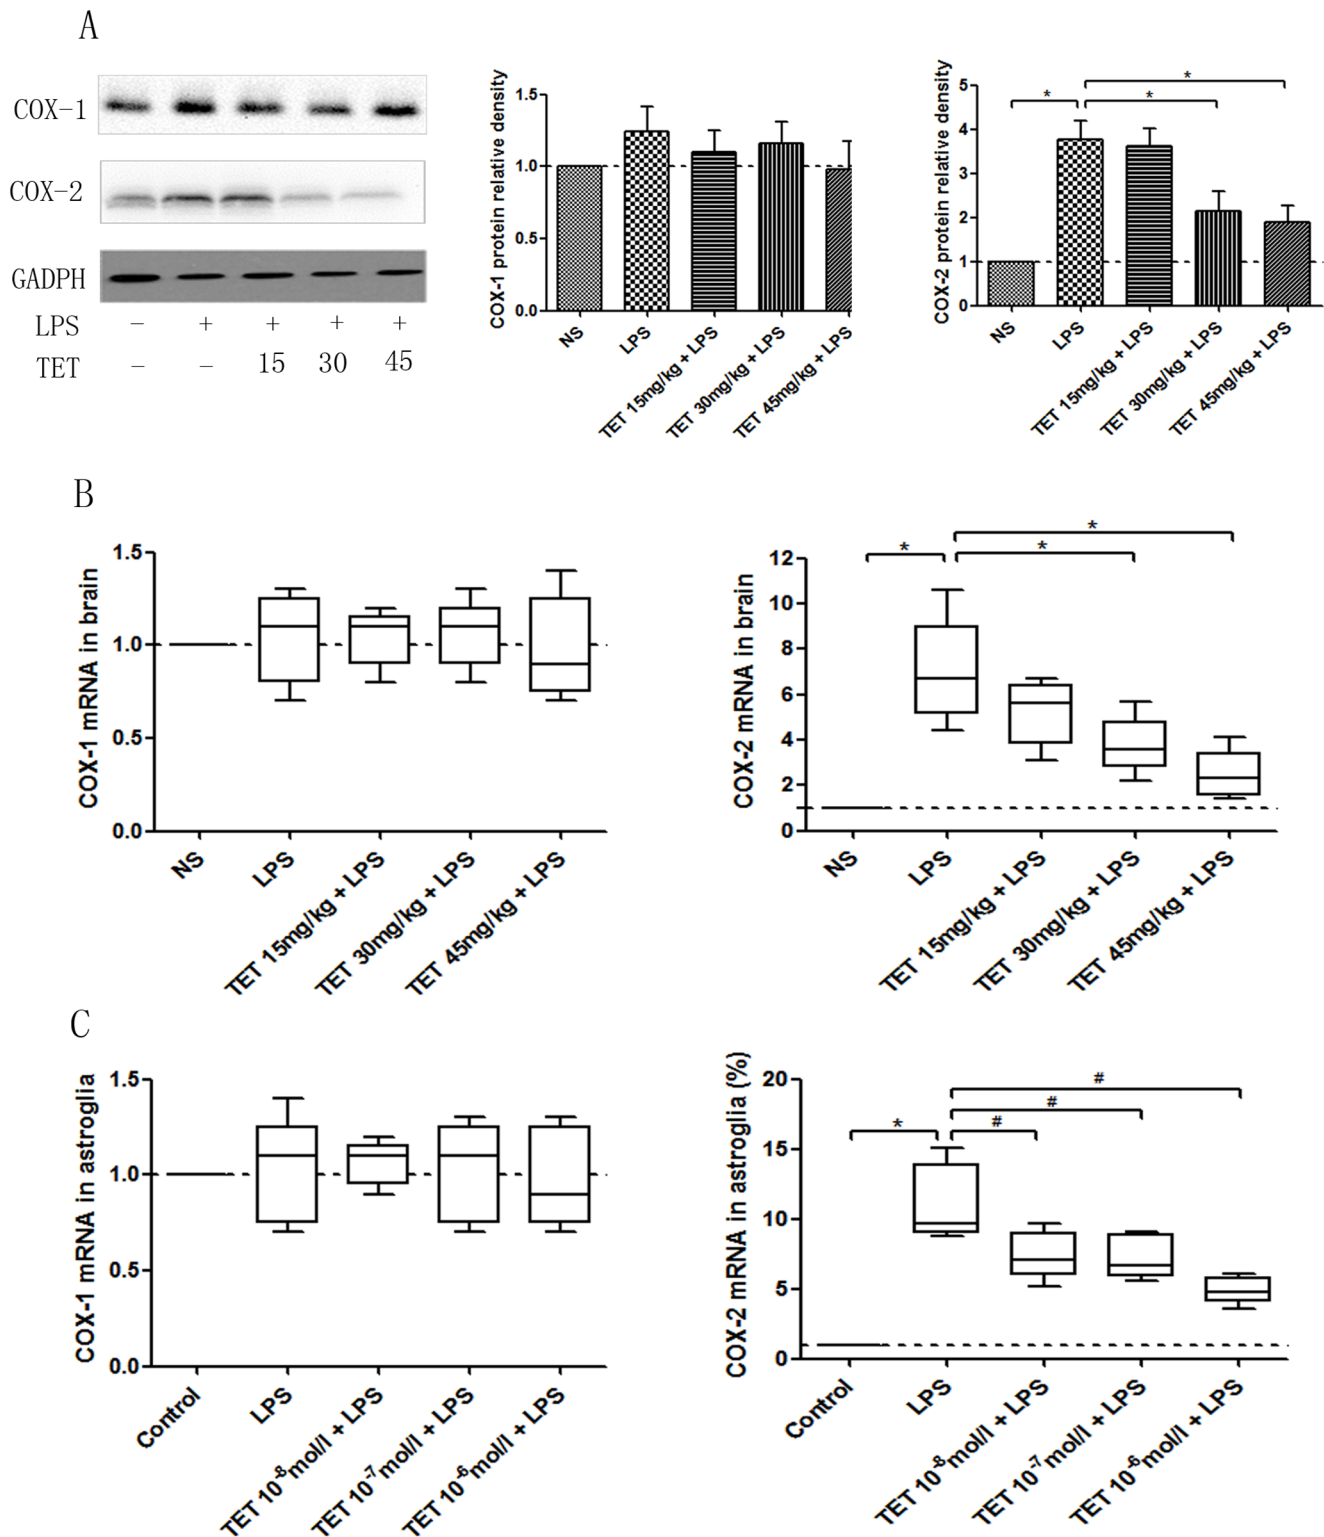 A
COX-1
COX-2
GADPH
LPS - + + + +
TET - - 15 30 45
COX-1 protein relative density
1.5
1.0
0.5
0.0
NS
LPS
TET 15mg/kg + LPS
TET 30mg/kg + LPS
TET 45mg/kg + LPS
COX-2 protein relative density
5
4
3
2
1
0
* * *
NS
LPS
TET 15mg/kg + LPS
TET 30mg/kg + LPS
TET 45mg/kg + LPS
B
COX-1 mRNA in brain
1.5
1.0
0.5
0.0
NS
LPS
TET 15mg/kg + LPS
TET 30mg/kg + LPS
TET 45mg/kg + LPS
COX-2 mRNA in brain
12
10
8
6
4
2
0
* * *
NS
LPS
TET 15mg/kg + LPS
TET 30mg/kg + LPS
TET 45mg/kg + LPS
C
COX-1 mRNA in astroglia
1.5
1.0
0.5
0.0
Control
LPS
TET 10⁻⁸mol/l + LPS
TET 10⁻⁷mol/l + LPS
TET 10⁻⁶mol/l + LPS
COX-2 mRNA in astroglia (%)
20
15
10
5
0
* # # #
Control
LPS
TET 10⁻⁸mol/l + LPS
TET 10⁻⁷mol/l + LPS
TET 10⁻⁶mol/l + LPS